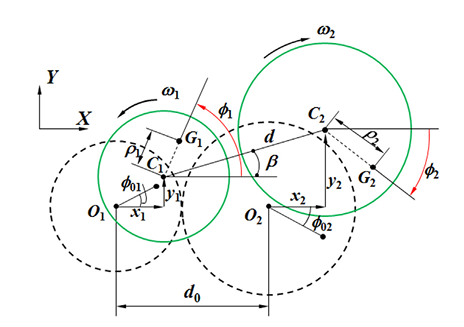 ω₂
Y
X
ω₁
ϕ₁
G₁
ρ₁
C₁
d
C₂
ρ₂
G₂
ϕ₂
β
ϕ₀₁
O₁
x₁
y₁
O₂
x₂
y₂
ϕ₀₂
d₀